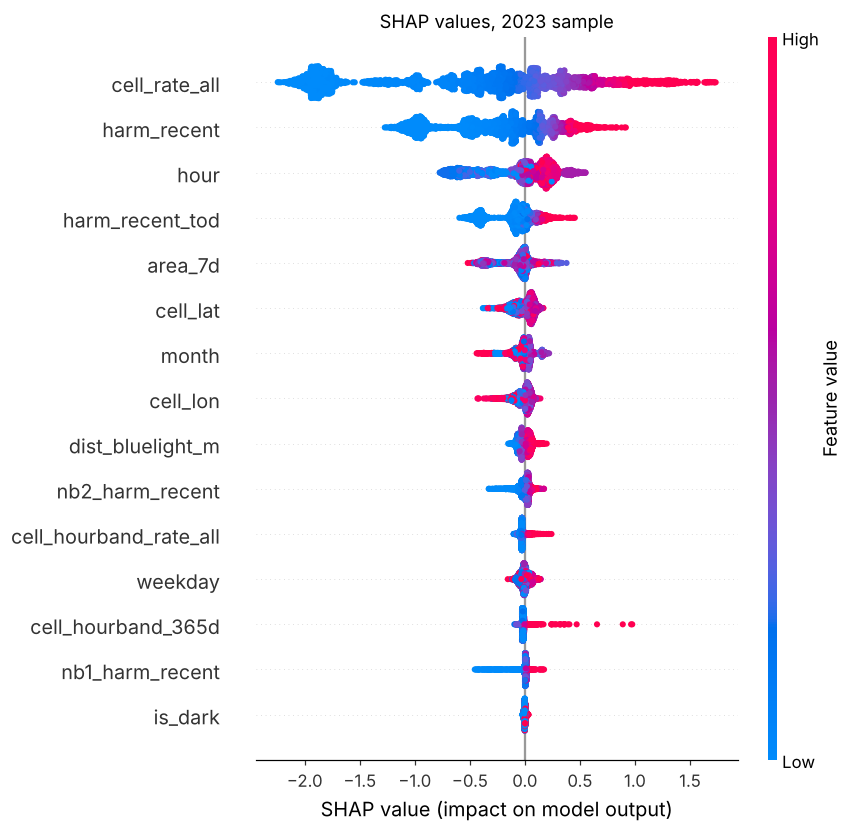 SHAP values, 2023 sample
High
cell_rate_all
harm_recent
hour
harm_recent_tod
area_7d
cell_lat
month
cell_lon
dist_bluelight_m
nb2_harm_recent
cell_hourband_rate_all
weekday
cell_hourband_365d
nb1_harm_recent
is_dark
Feature value
Low
−2.0 −1.5 −1.0 −0.5 0.0 0.5 1.0 1.5
SHAP value (impact on model output)